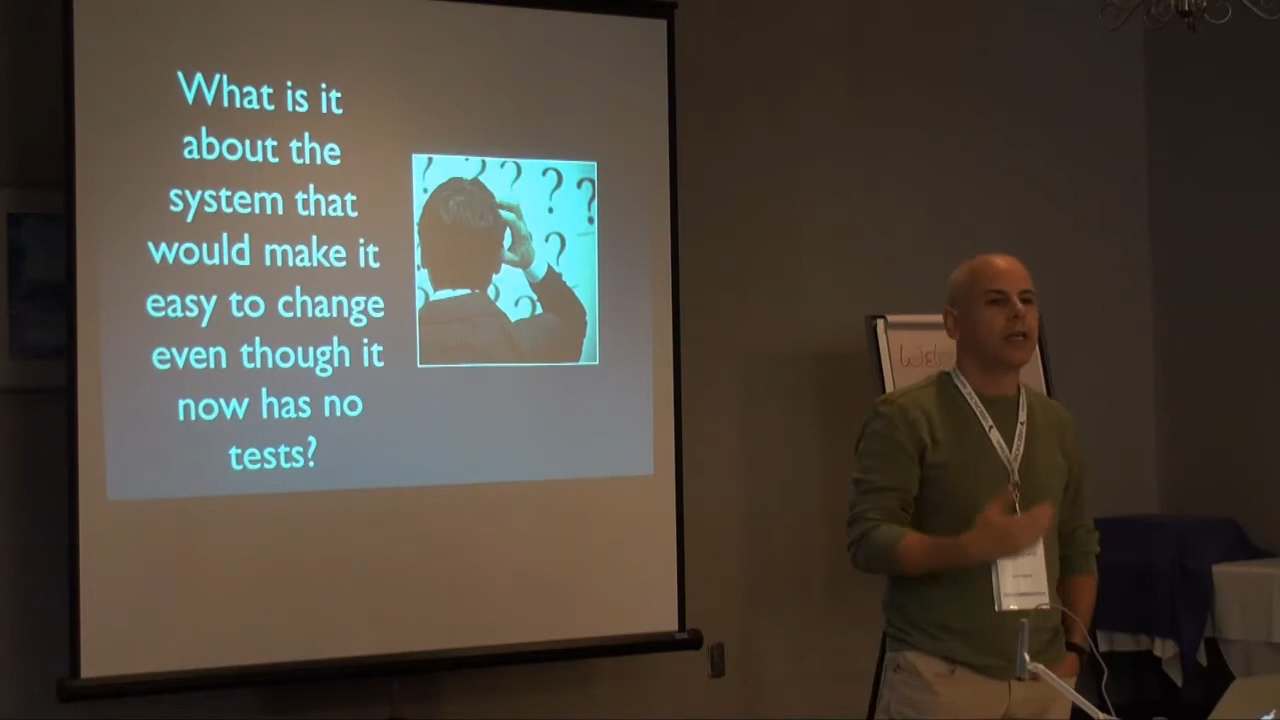 What is it
about the
system that
would make it
easy to change
even though it
now has no
tests?
? ? ? ? ?
?
?